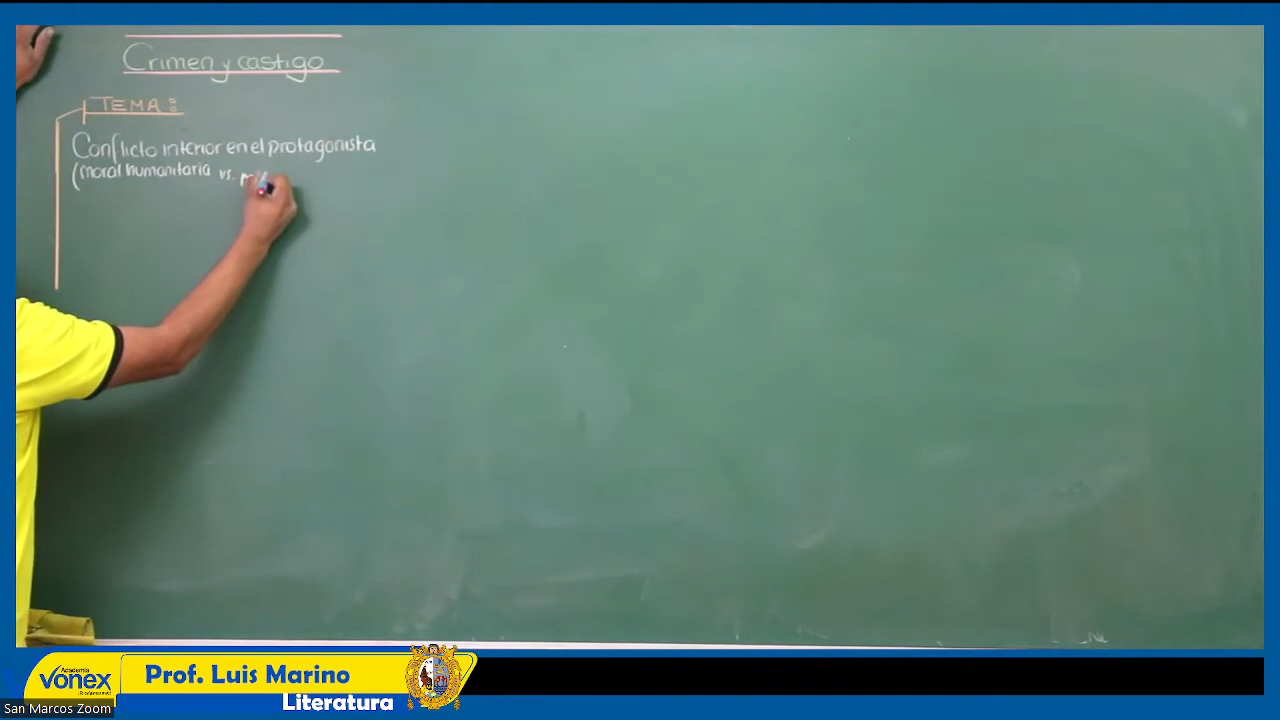 Crimen y castigo
TEMA:
Conflicto interior en el protagonista
(moral humanitaria vs.
Academia
Vonex
Prof. Luis Marino
Literatura
San Marcos Zoom